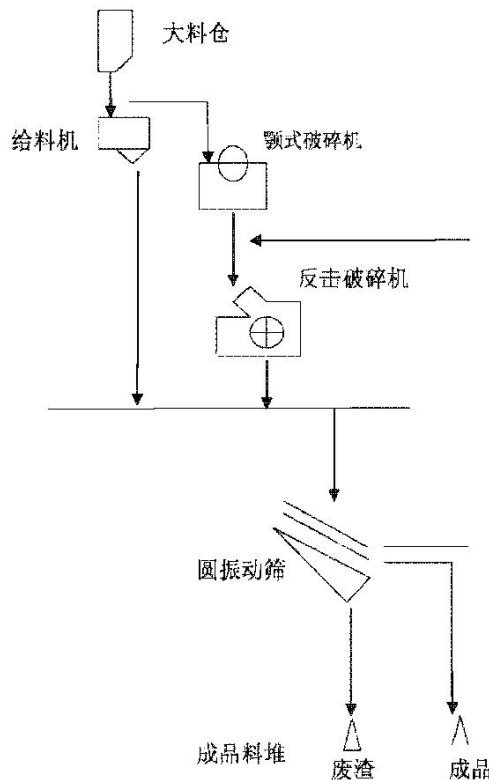 大料仓
给料机
颚式破碎机
反击破碎机
圆振动筛
成品料堆
废渣
成品